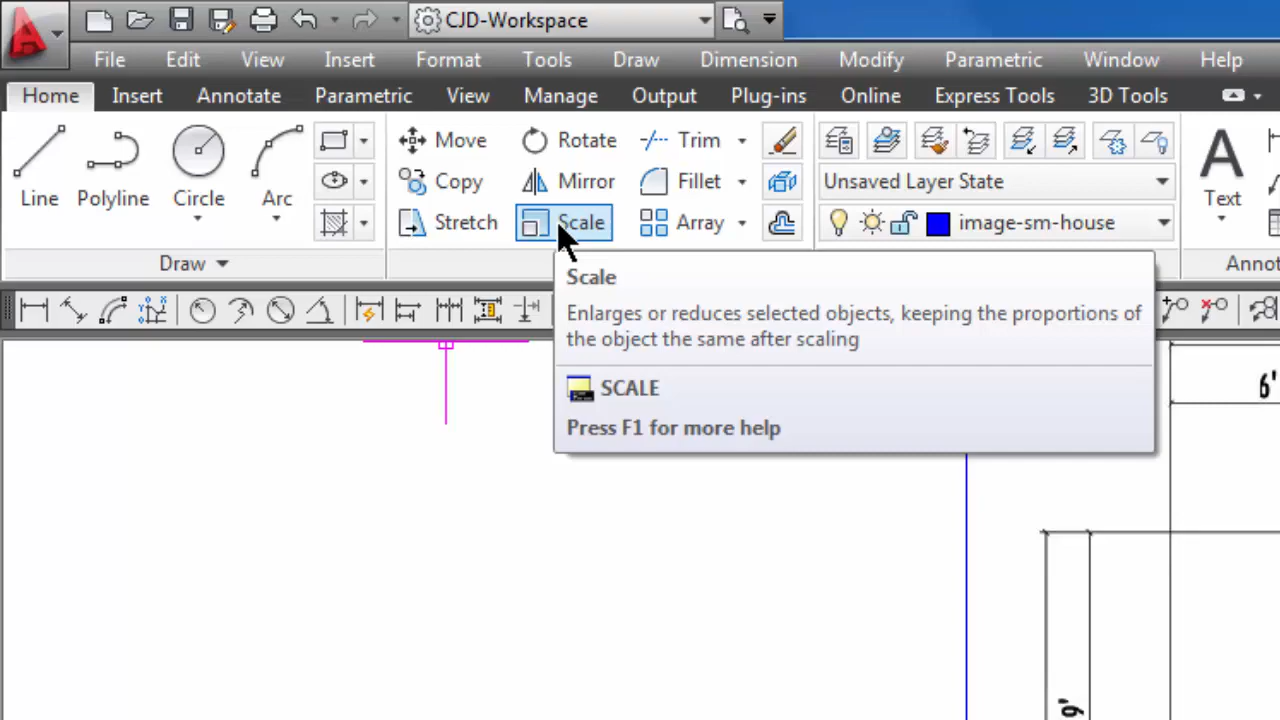 CJD-Workspace
File Edit View Insert Format Tools Draw Dimension Modify Parametric Window Help
Home Insert Annotate Parametric View Manage Output Plug-ins Online Express Tools 3D Tools
Move Rotate Trim
Copy Mirror Fillet Unsaved Layer State
Line Polyline Circle Arc Text
Stretch Scale Array image-sm-house
Draw
Scale
Enlarges or reduces selected objects, keeping the proportions of
the object the same after scaling
SCALE
Press F1 for more help
6'
9'